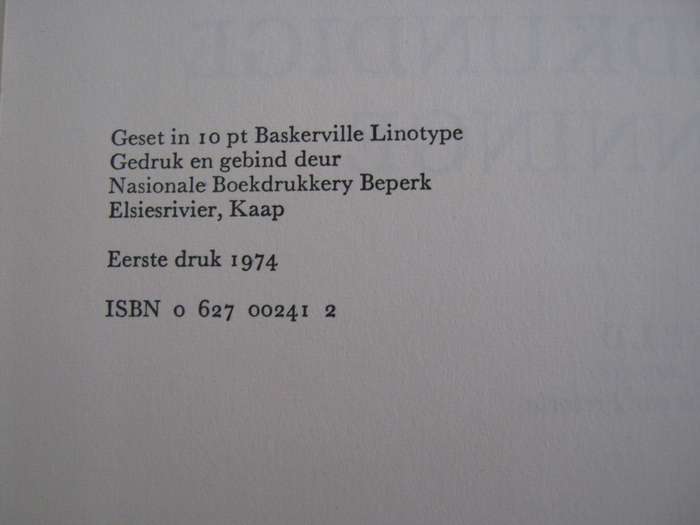 Geset in 10 pt Baskerville Linotype
Gedruk en gebind deur
Nasionale Boekdrukkery Beperk
Elsiesrivier, Kaap
Eerste druk 1974
ISBN 0 627 00241 2